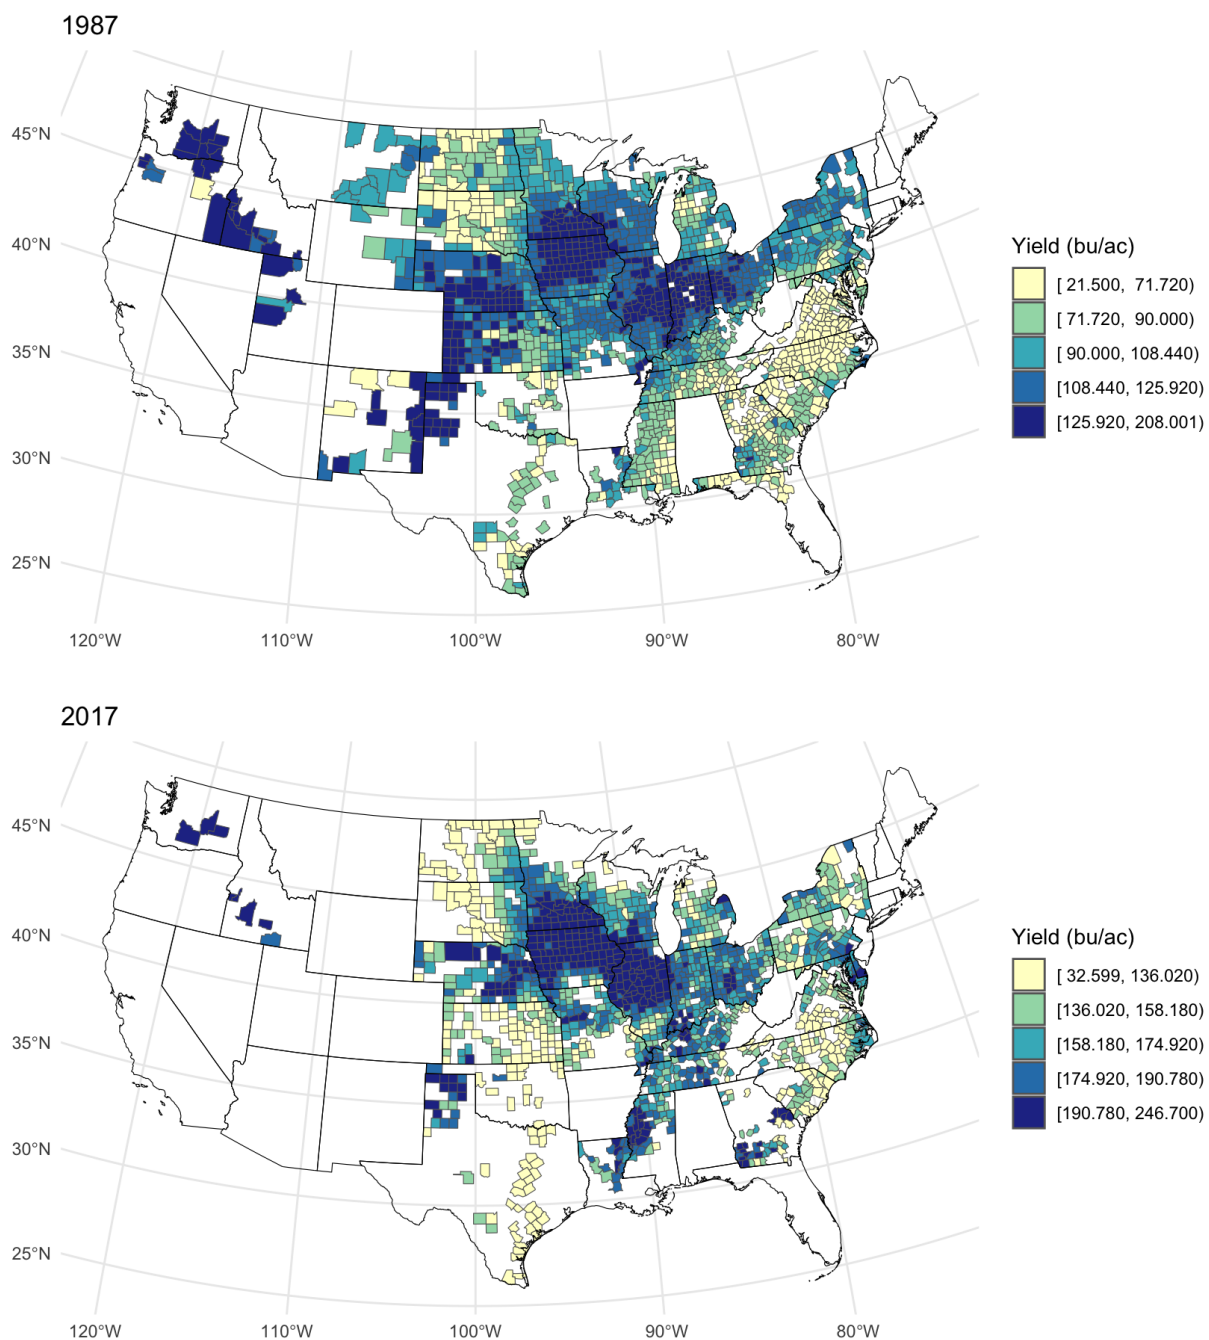 1987
45°N
40°N
35°N
30°N
25°N
120°W 110°W 100°W 90°W 80°W
Yield (bu/ac)
[ 21.500, 71.720)
[ 71.720, 90.000)
[ 90.000, 108.440)
[108.440, 125.920)
[125.920, 208.001)
2017
45°N
40°N
35°N
30°N
25°N
120°W 110°W 100°W 90°W 80°W
Yield (bu/ac)
[ 32.599, 136.020)
[136.020, 158.180)
[158.180, 174.920)
[174.920, 190.780)
[190.780, 246.700)